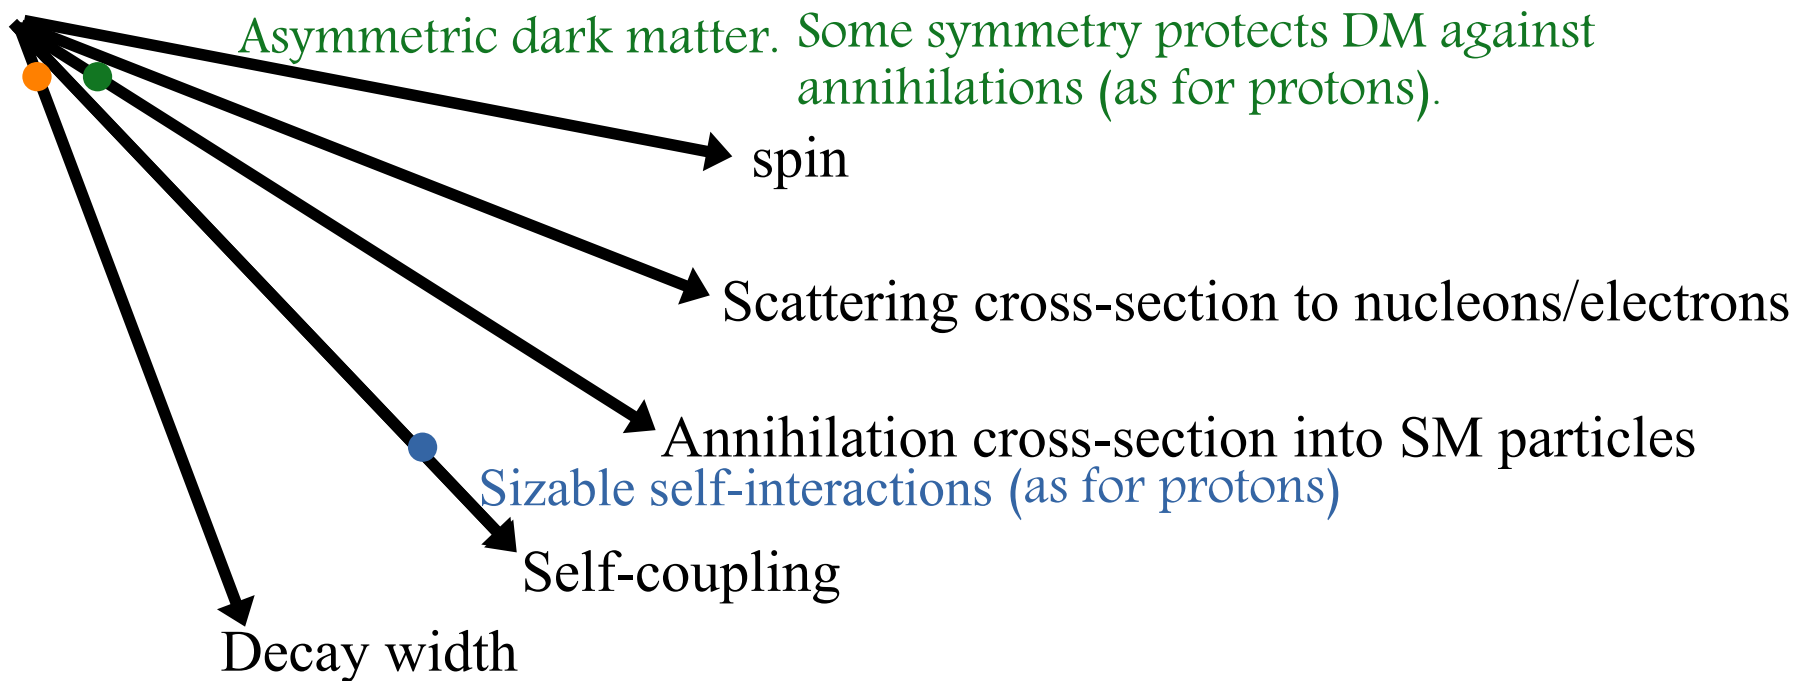 Asymmetric dark matter. Some symmetry protects DM against
annihilations (as for protons).
spin
Scattering cross-section to nucleons/electrons
Annihilation cross-section into SM particles
Sizable self-interactions (as for protons)
Self-coupling
Decay width